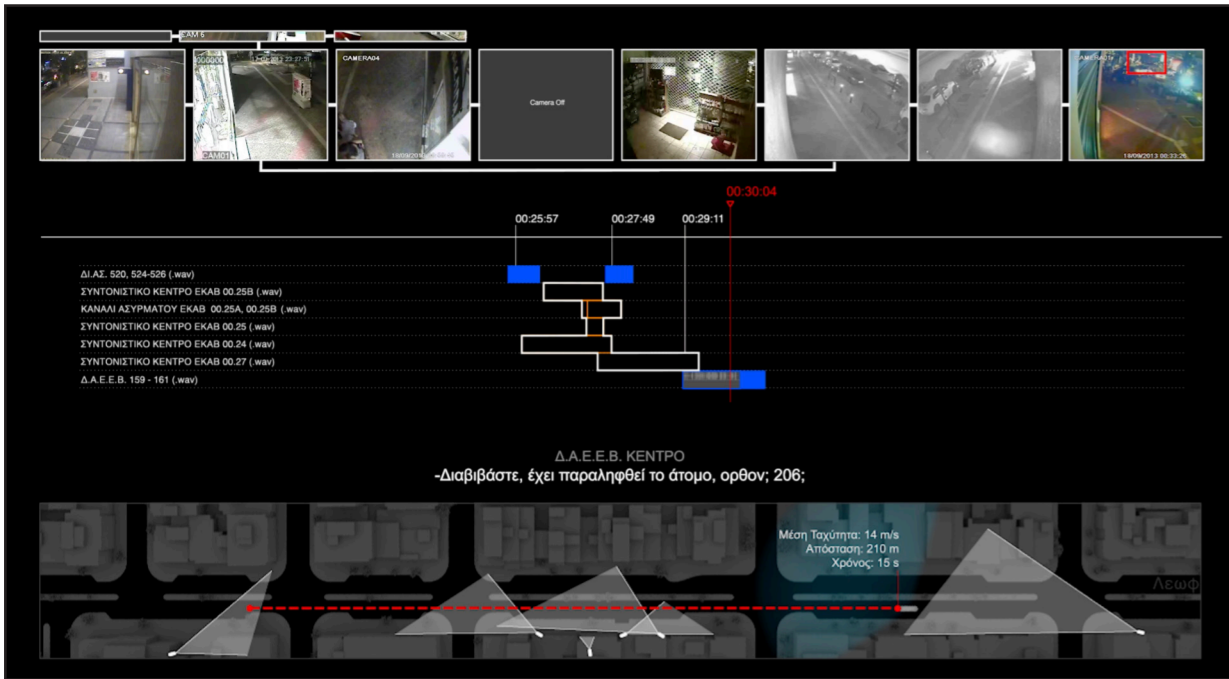 CAM 6
CAMERA04
CAM01
Camera Off
18/09/2013 00:33:26
00:30:04
00:25:57
00:27:49
00:29:11
ΔΙ.ΑΣ. 520, 524-526 (.wav)
ΣΥΝΤΟΝΙΣΤΙΚΟ ΚΕΝΤΡΟ ΕΚΑΒ 00.25Β (.wav)
ΚΑΝΑΛΙ ΑΣΥΡΜΑΤΟΥ ΕΚΑΒ 00.25Α, 00.25Β (.wav)
ΣΥΝΤΟΝΙΣΤΙΚΟ ΚΕΝΤΡΟ ΕΚΑΒ 00.25 (.wav)
ΣΥΝΤΟΝΙΣΤΙΚΟ ΚΕΝΤΡΟ ΕΚΑΒ 00.24 (.wav)
ΣΥΝΤΟΝΙΣΤΙΚΟ ΚΕΝΤΡΟ ΕΚΑΒ 00.27 (.wav)
Δ.Α.Ε.Ε.Β. 159 - 161 (.wav)
Δ.Α.Ε.Ε.Β. ΚΕΝΤΡΟ
-Διαβιβάστε, έχει παραληφθεί το άτομο, ορθον; 206;
Μέση Ταχύτητα: 14 m/s
Απόσταση: 210 m
Χρόνος: 15 s
Λεωφ